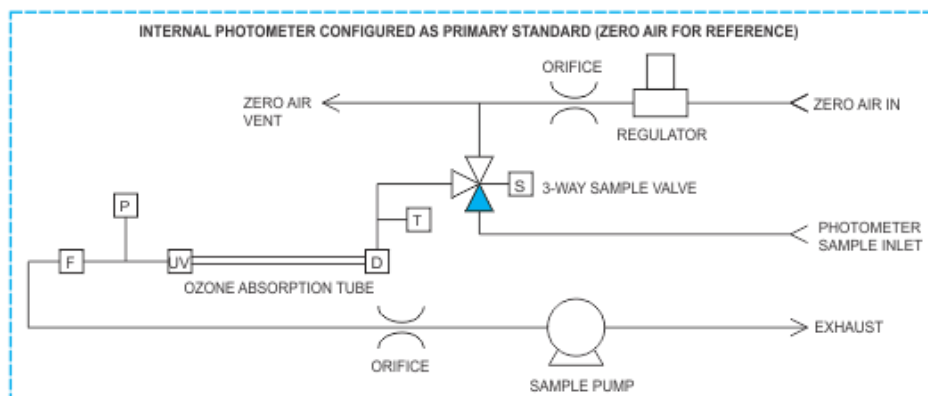 INTERNAL PHOTOMETER CONFIGURED AS PRIMARY STANDARD (ZERO AIR FOR REFERENCE)
ORIFICE
ZERO AIR
VENT
ZERO AIR IN
REGULATOR
S
3-WAY SAMPLE VALVE
P
T
PHOTOMETER
SAMPLE INLET
F
UV
D
OZONE ABSORPTION TUBE
EXHAUST
ORIFICE
SAMPLE PUMP